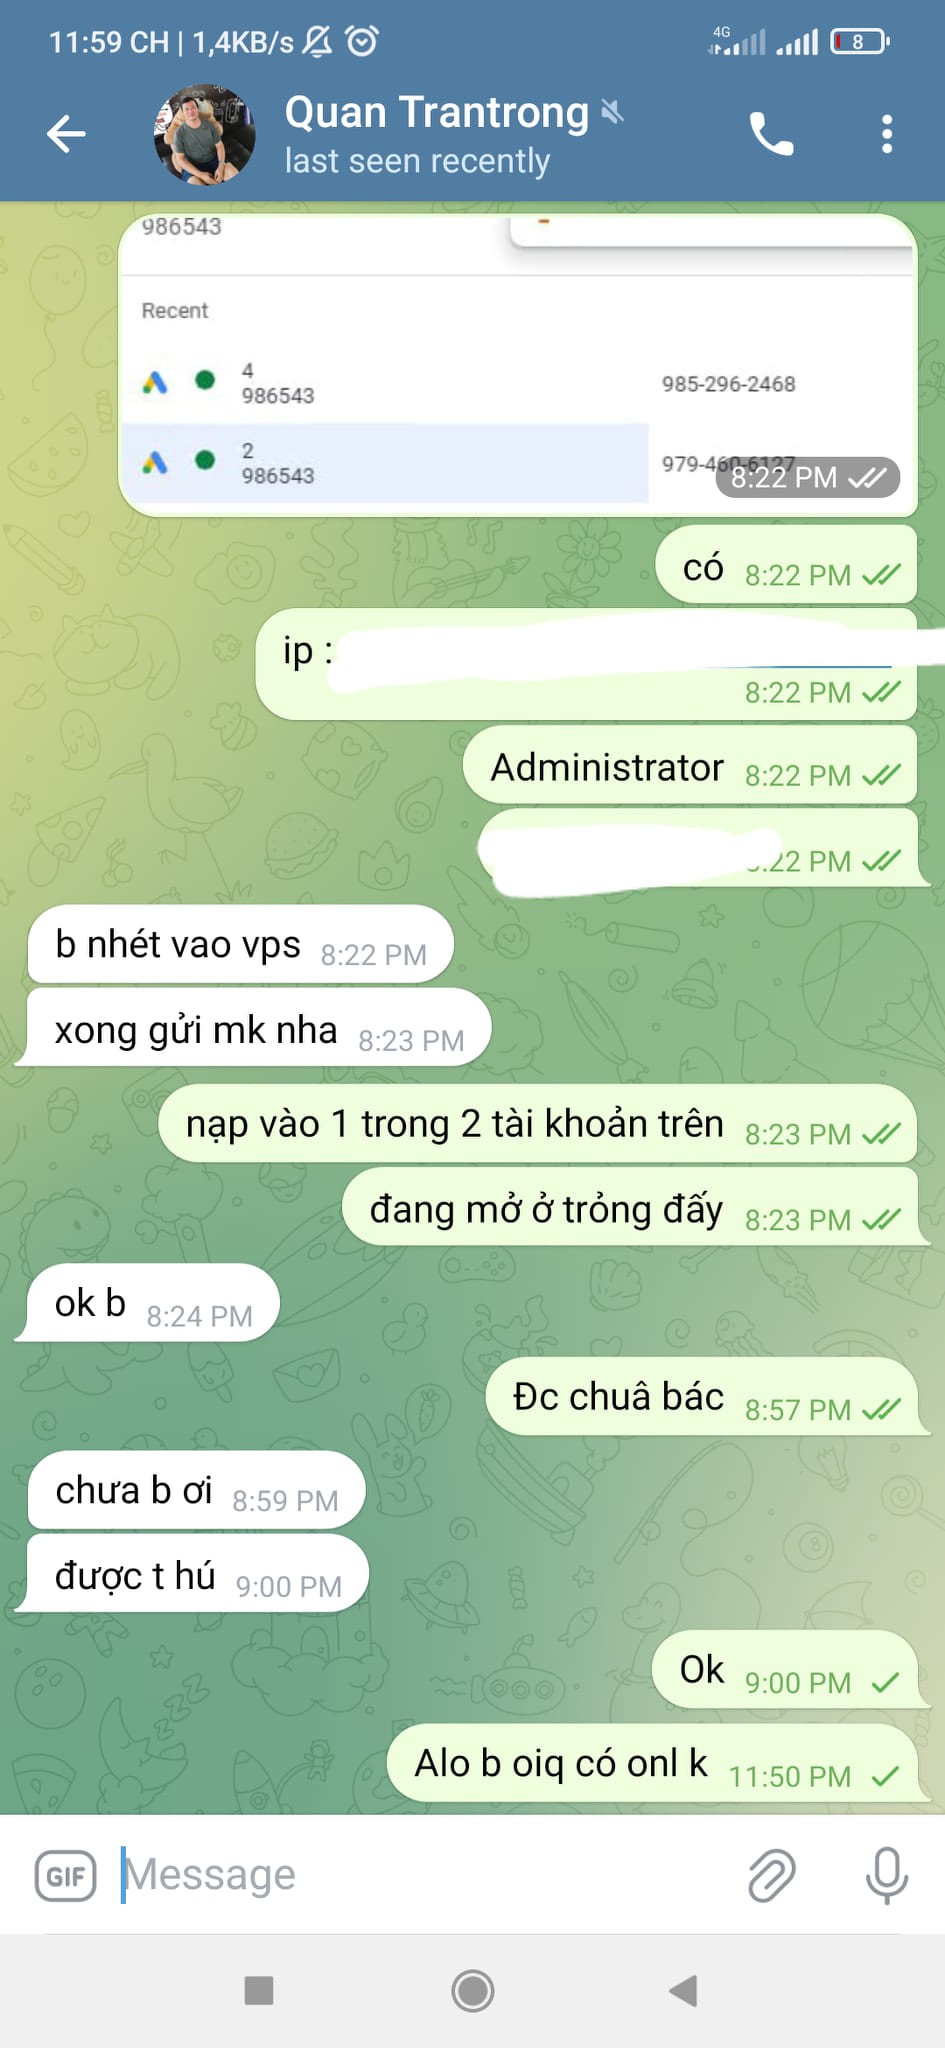 11:59 CH | 1,4KB/s
4G
8
Quan Trantrong
last seen recently
986543
Recent
4
986543
985-296-2468
2
986543
979-460-6127
8:22 PM
có 8:22 PM
ip :
8:22 PM
Administrator 8:22 PM
:22 PM
b nhét vao vps 8:22 PM
xong gửi mk nha 8:23 PM
nạp vào 1 trong 2 tài khoản trên 8:23 PM
đang mở ở trỏng đấy 8:23 PM
ok b 8:24 PM
Đc chuâ bác 8:57 PM
chưa b ơi 8:59 PM
được t hú 9:00 PM
Ok 9:00 PM
Alo b oiq có onl k 11:50 PM
GIF Message